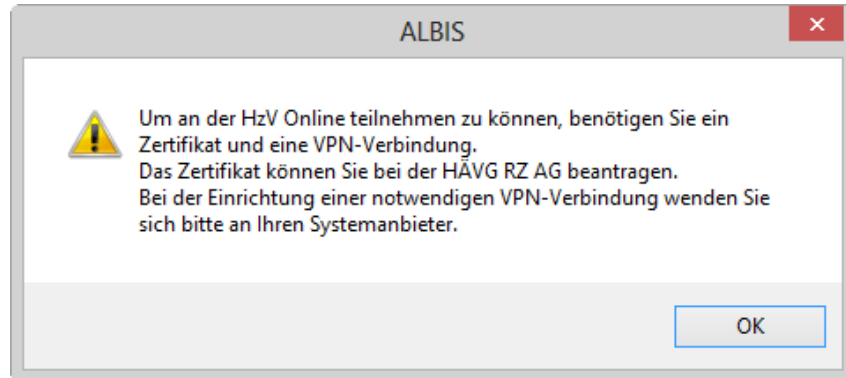 ALBIS
Um an der HzV Online teilnehmen zu können, benötigen Sie ein
Zertifikat und eine VPN-Verbindung.
Das Zertifikat können Sie bei der HÄVG RZ AG beantragen.
Bei der Einrichtung einer notwendigen VPN-Verbindung wenden Sie
sich bitte an Ihren Systemanbieter.
OK